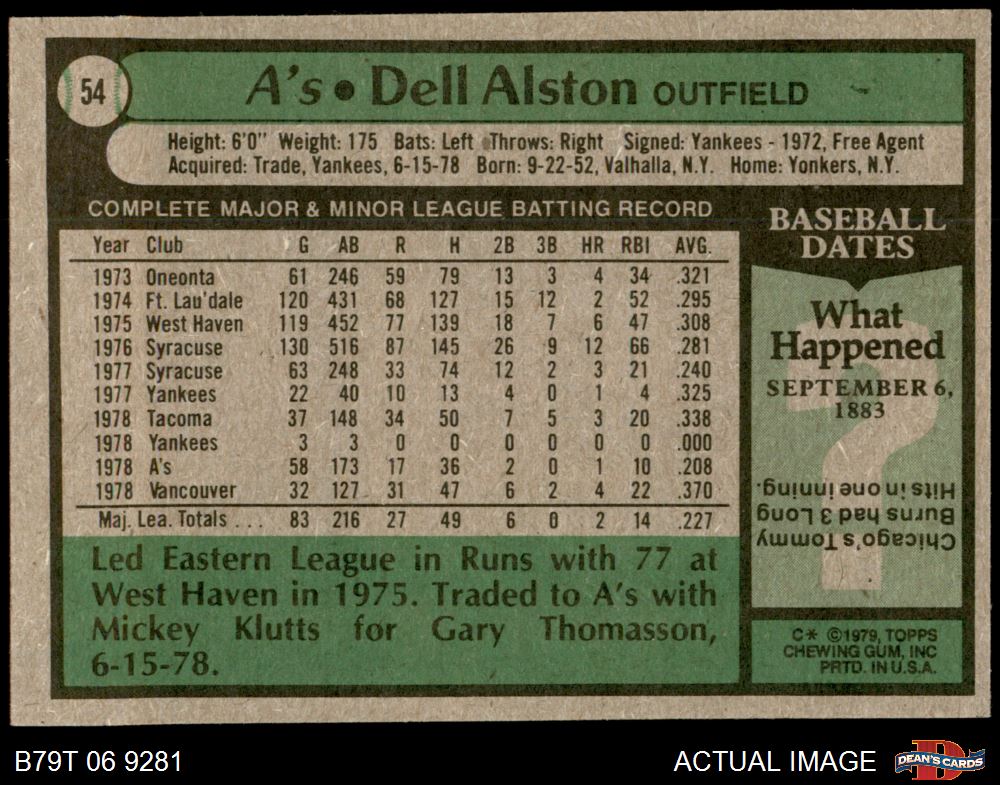 54
A's • Dell Alston OUTFIELD
Height: 6'0" Weight: 175 Bats: Left Throws: Right Signed: Yankees - 1972, Free Agent
Acquired: Trade, Yankees, 6-15-78 Born: 9-22-52, Valhalla, N.Y. Home: Yonkers, N.Y.
COMPLETE MAJOR & MINOR LEAGUE BATTING RECORD
Year Club G AB R H 2B 3B HR RBI AVG.
1973 Oneonta 61 246 59 79 13 3 4 34 .321
1974 Ft. Lau'dale 120 431 68 127 15 12 2 52 .295
1975 West Haven 119 452 77 139 18 7 6 47 .308
1976 Syracuse 130 516 87 145 26 9 12 66 .281
1977 Syracuse 63 248 33 74 12 2 3 21 .240
1977 Yankees 22 40 10 13 4 0 1 4 .325
1978 Tacoma 37 148 34 50 7 5 3 20 .338
1978 Yankees 3 3 0 0 0 0 0 0 .000
1978 A's 58 173 17 36 2 0 1 10 .208
1978 Vancouver 32 127 31 47 6 2 4 22 .370
Maj. Lea. Totals ... 83 216 27 49 6 0 2 14 .227
Led Eastern League in Runs with 77 at
West Haven in 1975. Traded to A's with
Mickey Klutts for Gary Thomasson,
6-15-78.
BASEBALL
DATES
What
Happened
SEPTEMBER 6,
1883
?
Chicago's Tommy
Burns had 3 Long
Hits in one inning.
C* ©1979, TOPPS
CHEWING GUM, INC
PRTD. IN U.S.A.
B79T 06 9281
ACTUAL IMAGE
D
DEAN'S CARDS